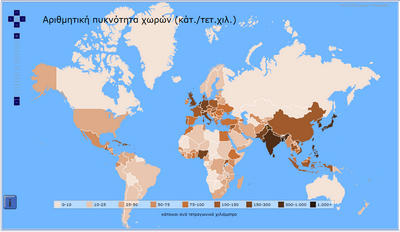 Αριθμητική πυκνότητα χωρών (κάτ./τετ.χιλ.)
0-10 10-25 25-50 50-75 75-100 100-150 150-300 300-1.000 1.000+
κάτοικοι ανά τετραγωνικό χιλιόμετρο